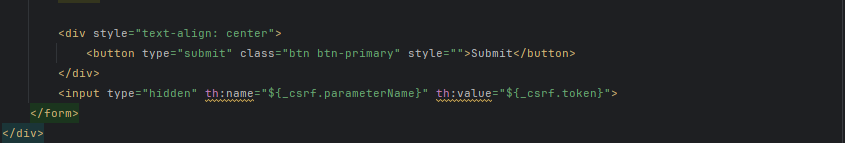 <div style="text-align: center">
<button type="submit" class="btn btn-primary" style="">Submit</button>
</div>
<input type="hidden" th:name="${_csrf.parameterName}" th:value="${_csrf.token}">
</form>
</div>